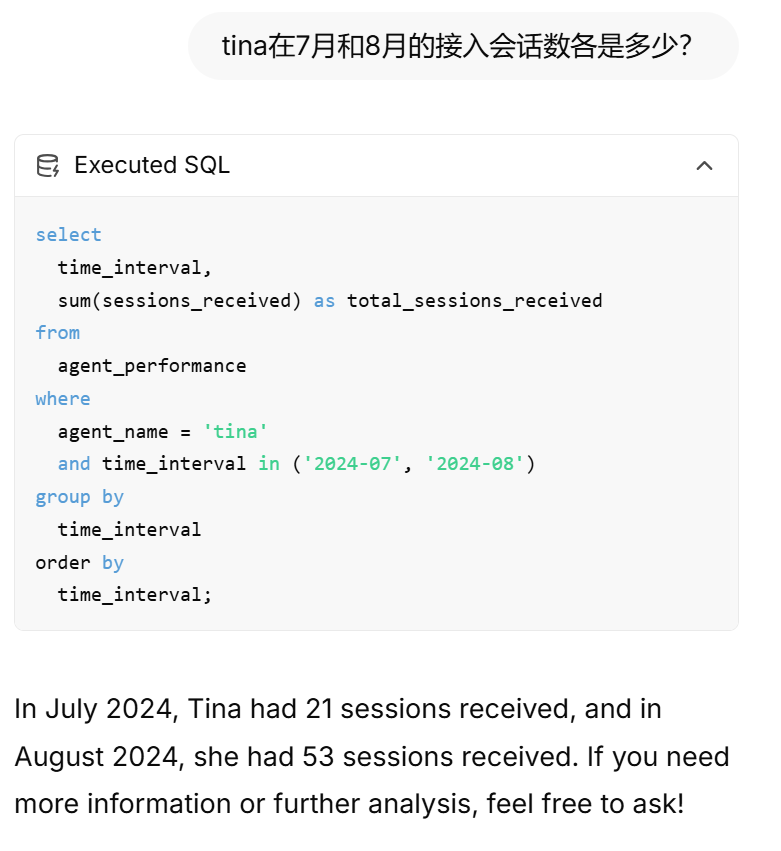 tina在7月和8月的接入会话数各是多少？
Executed SQL
select
  time_interval,
  sum(sessions_received) as total_sessions_received
from
  agent_performance
where
  agent_name = 'tina'
  and time_interval in ('2024-07', '2024-08')
group by
  time_interval
order by
  time_interval;
In July 2024, Tina had 21 sessions received, and in
August 2024, she had 53 sessions received. If you need
more information or further analysis, feel free to ask!